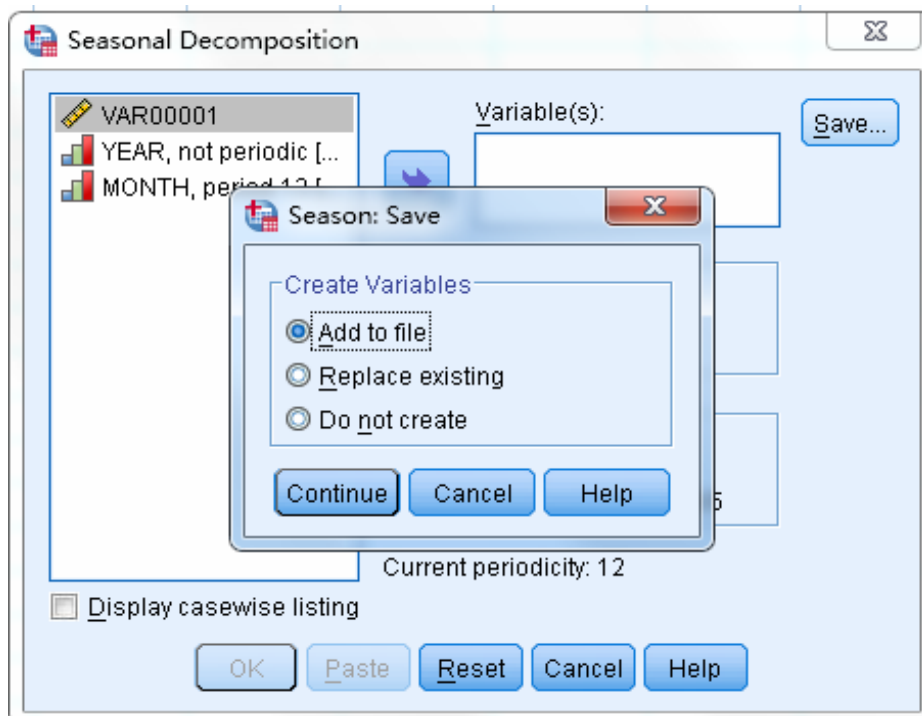 Seasonal Decomposition
VAR00001
YEAR, not periodic [...
MONTH, period 12 [...
Variable(s):
Save...
Season: Save
Create Variables
Add to file
Replace existing
Do not create
Continue
Cancel
Help
Current periodicity: 12
Display casewise listing
OK
Paste
Reset
Cancel
Help